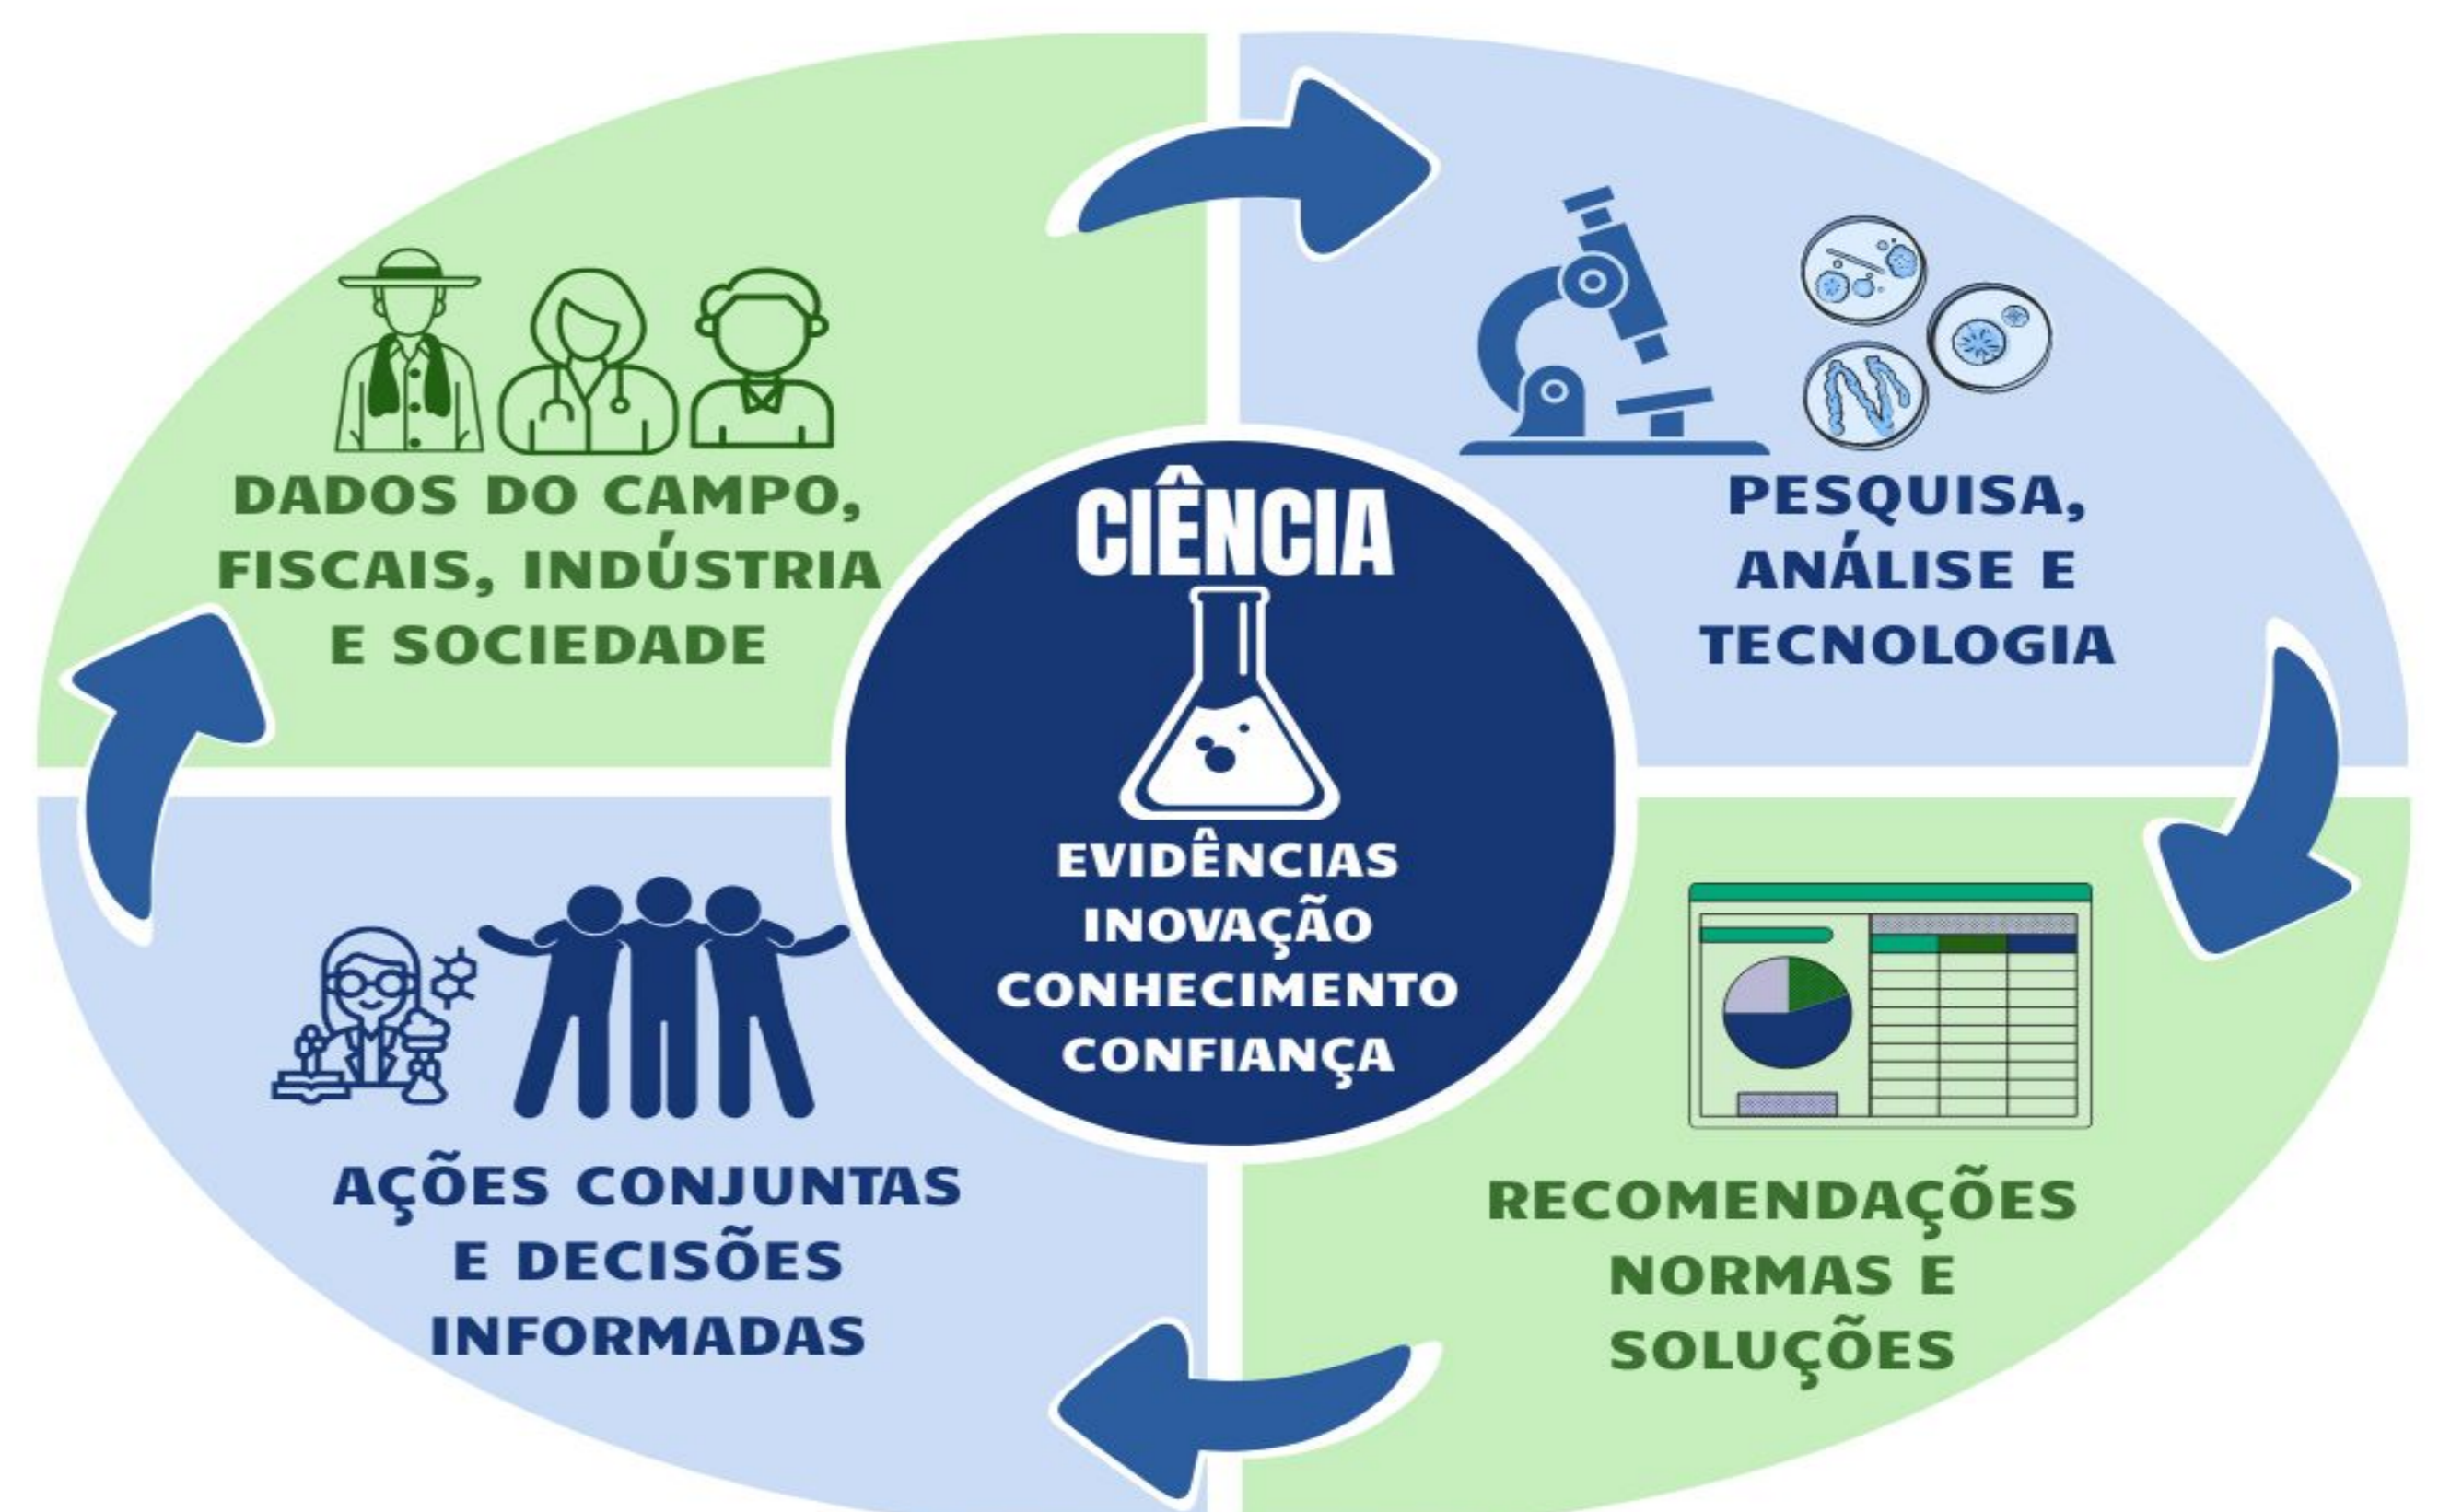 DADOS DO CAMPO,
FISCAIS, INDÚSTRIA
E SOCIEDADE
PESQUISA,
ANÁLISE E
TECNOLOGIA
CIÊNCIA
EVIDÊNCIAS
INOVAÇÃO
CONHECIMENTO
CONFIANÇA
AÇÕES CONJUNTAS
E DECISÕES
INFORMADAS
RECOMENDAÇÕES
NORMAS E
SOLUÇÕES